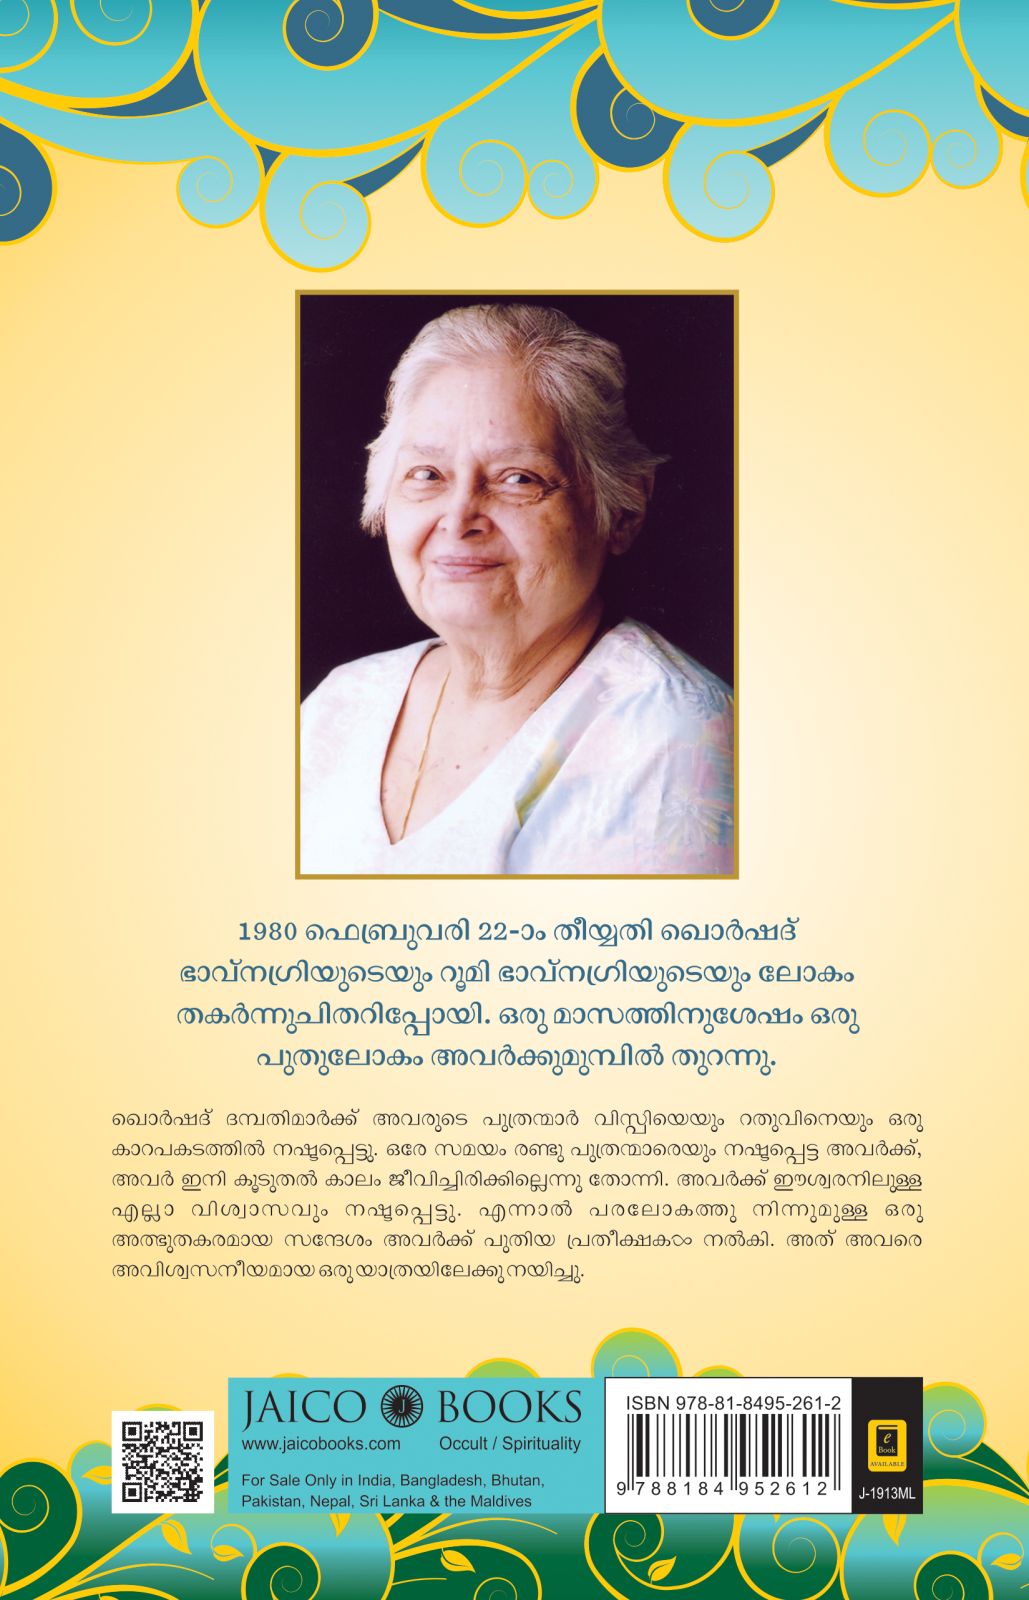 1980 ഫെബ്രുവരി 22-ാം തീയ്യതി ഖൊർഷദ്
ഭാവ്നഗ്രിയുടെയും റൂമി ഭാവ്നഗ്രിയുടെയും ലോകം
തകർന്നുചിതറിപ്പോയി. ഒരു മാസത്തിനുശേഷം ഒരു
പുതുലോകം അവർക്കുമുമ്പിൽ തുറന്നു.
ഖൊർഷദ് ദമ്പതിമാർക്ക് അവരുടെ പുത്രന്മാർ വിസ്പിയെയും റതുവിനെയും ഒരു
കാറപകടത്തിൽ നഷ്ടപ്പെട്ടു. ഒരേ സമയം രണ്ടു പുത്രന്മാരെയും നഷ്ടപ്പെട്ട അവർക്ക്,
അവർ ഇനി കൂടുതൽ കാലം ജീവിച്ചിരിക്കില്ലെന്നു തോന്നി. അവർക്ക് ഈശ്വരനിലുള്ള
എല്ലാ വിശ്വാസവും നഷ്ടപ്പെട്ടു. എന്നാൽ പരലോകത്തു നിന്നുമുള്ള ഒരു
അത്ഭുതകരമായ സന്ദേശം അവർക്ക് പുതിയ പ്രതീക്ഷകൾ നൽകി. അത് അവരെ
അവിശ്വസനീയമായ ഒരു യാത്രയിലേക്കു നയിച്ചു.
JAICO J BOOKS
www.jaicobooks.com Occult / Spirituality
For Sale Only in India, Bangladesh, Bhutan,
Pakistan, Nepal, Sri Lanka & the Maldives
ISBN 978-81-8495-261-2
9 788184 952612
e
Book
AVAILABLE
J-1913ML